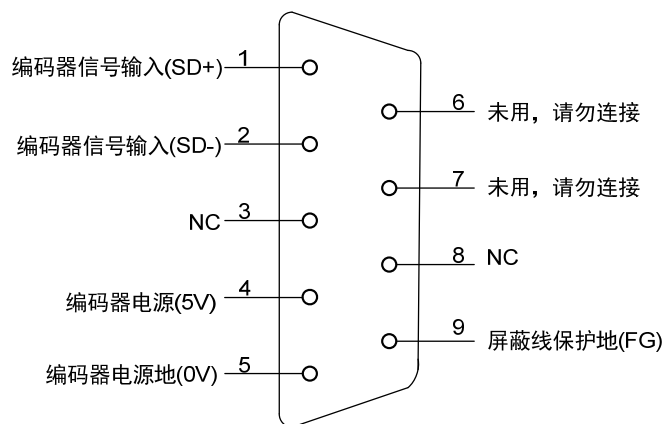 编码器信号输入(SD+) 1
编码器信号输入(SD-) 2
NC 3
编码器电源(5V) 4
编码器电源地(0V) 5
6 未用，请勿连接
7 未用，请勿连接
8 NC
9 屏蔽线保护地(FG)